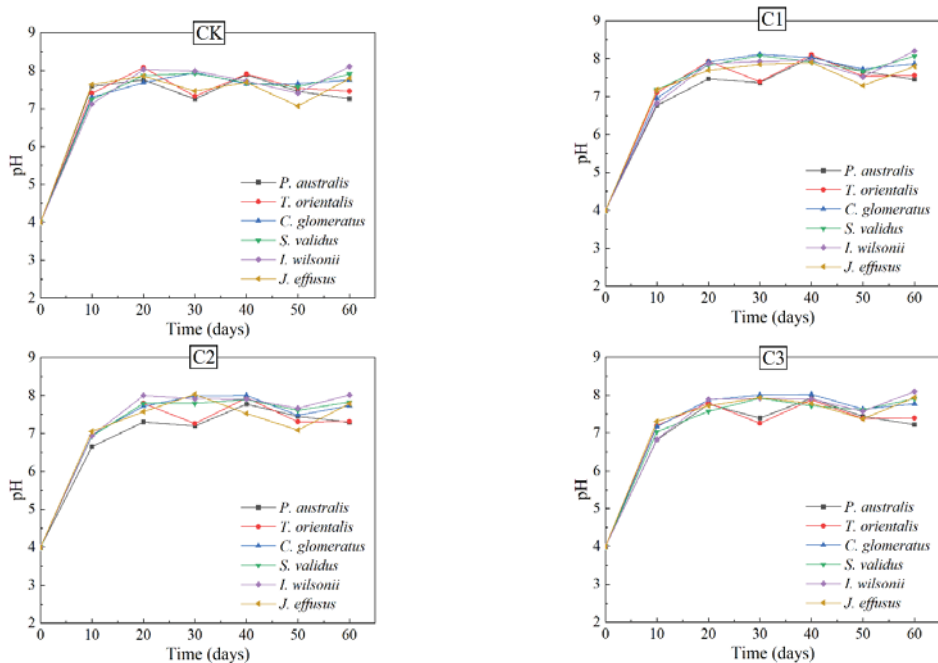 CK
9
8
7
6
5
4
3
2
pH
0 10 20 30 40 50 60
Time (days)
P. australis
T. orientalis
C. glomeratus
S. validus
I. wilsonii
J. effusus
C1
9
8
7
6
5
4
3
2
pH
0 10 20 30 40 50 60
Time (days)
P. australis
T. orientalis
C. glomeratus
S. validus
I. wilsonii
J. effusus
C2
9
8
7
6
5
4
3
2
pH
0 10 20 30 40 50 60
Time (days)
P. australis
T. orientalis
C. glomeratus
S. validus
I. wilsonii
J. effusus
C3
9
8
7
6
5
4
3
2
pH
0 10 20 30 40 50 60
Time (days)
P. australis
T. orientalis
C. glomeratus
S. validus
I. wilsonii
J. effusus